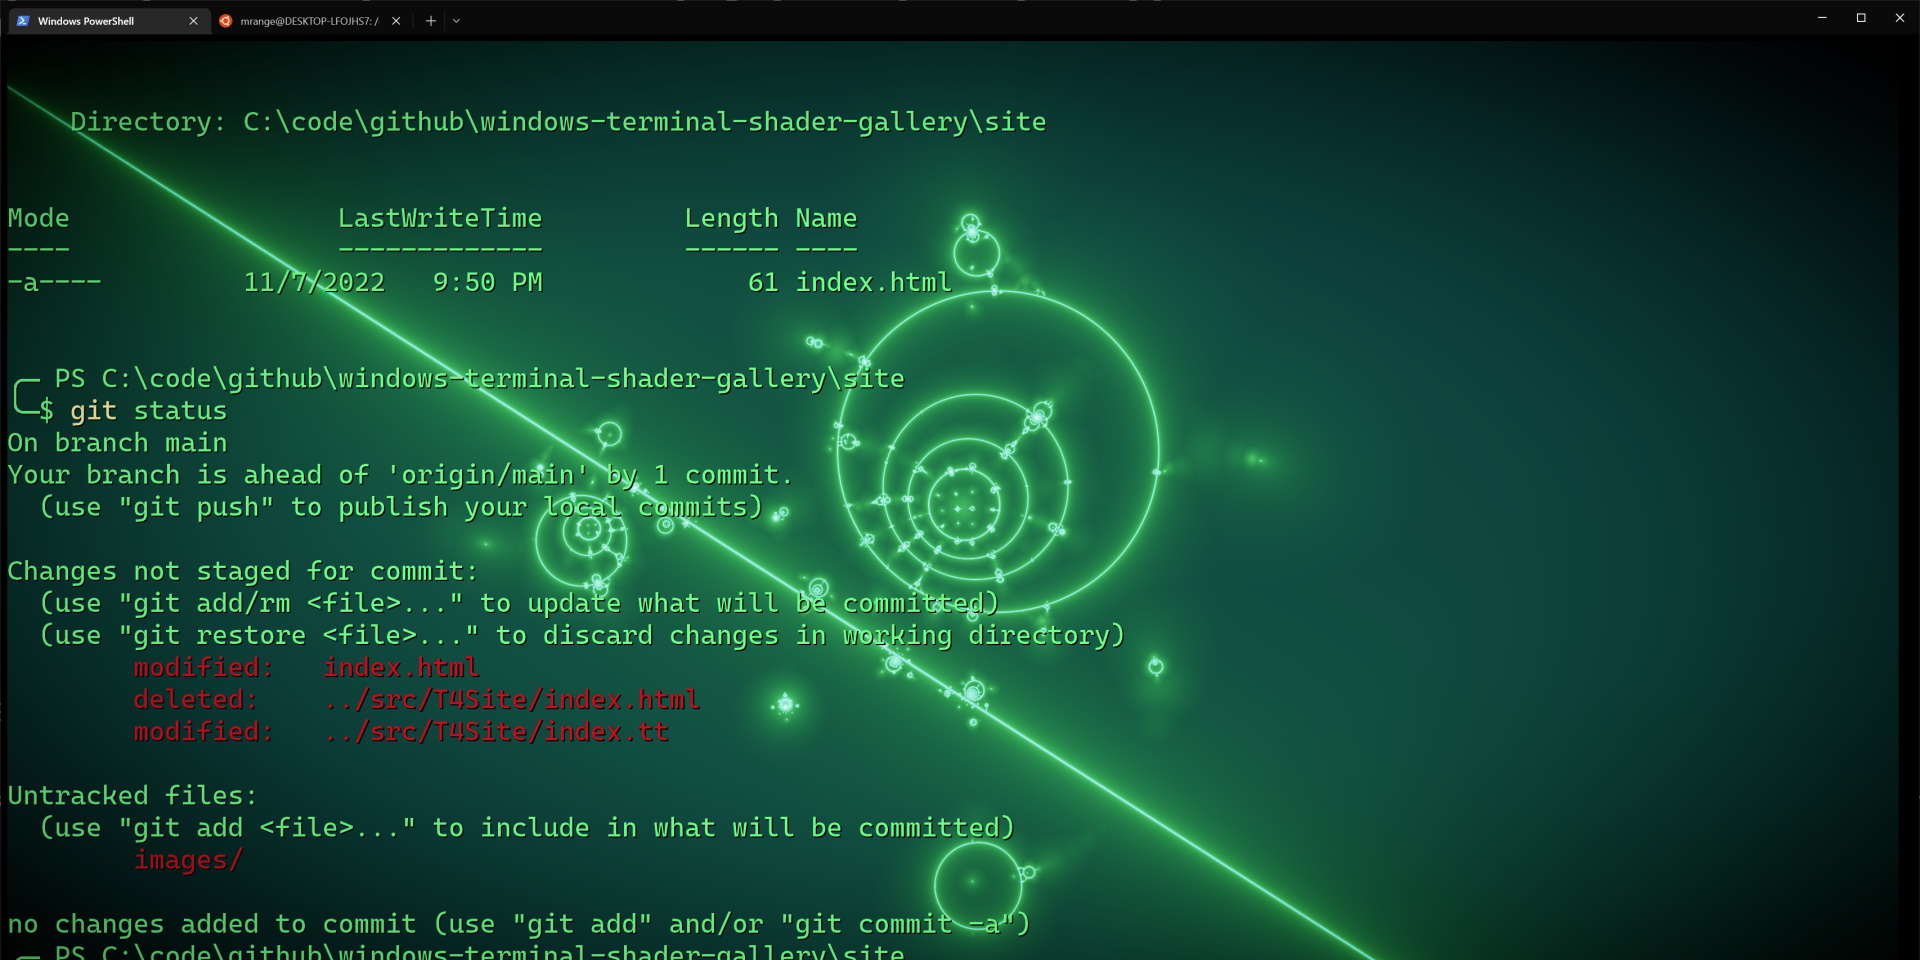 Windows PowerShell
mrange@DESKTOP-LFOJHS7: /
Directory: C:\code\github\windows-terminal-shader-gallery\site
Mode LastWriteTime Length Name
---- ------------- ------ ----
-a---- 11/7/2022 9:50 PM 61 index.html
PS C:\code\github\windows-terminal-shader-gallery\site
$ git status
On branch main
Your branch is ahead of 'origin/main' by 1 commit.
(use "git push" to publish your local commits)
Changes not staged for commit:
(use "git add/rm <file>..." to update what will be committed)
(use "git restore <file>..." to discard changes in working directory)
modified: index.html
deleted: ../src/T4Site/index.html
modified: ../src/T4Site/index.tt
Untracked files:
(use "git add <file>..." to include in what will be committed)
images/
no changes added to commit (use "git add" and/or "git commit -a")
PS C:\code\github\windows-terminal-shader-gallery\site